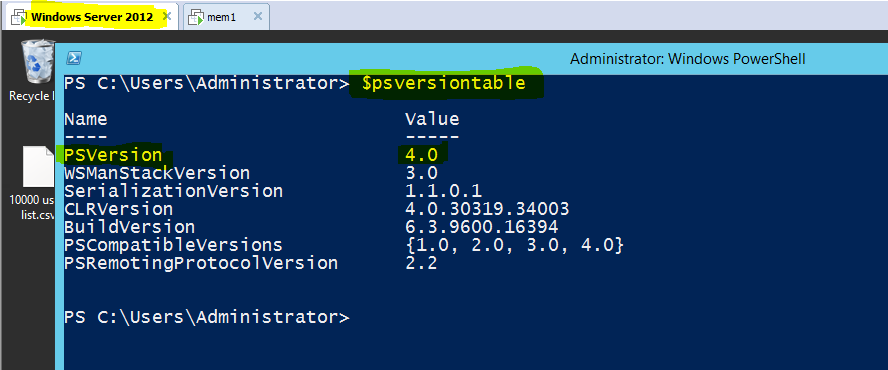 Windows Server 2012 mem1
Administrator: Windows PowerShell
Recycle
PS C:\Users\Administrator> $psversiontable
Name Value
---- -----
PSVersion 4.0
WSManStackVersion 3.0
SerializationVersion 1.1.0.1
CLRVersion 4.0.30319.34003
BuildVersion 6.3.9600.16394
PSCompatibleVersions {1.0, 2.0, 3.0, 4.0}
PSRemotingProtocolVersion 2.2
10000 us
list.csv
PS C:\Users\Administrator>